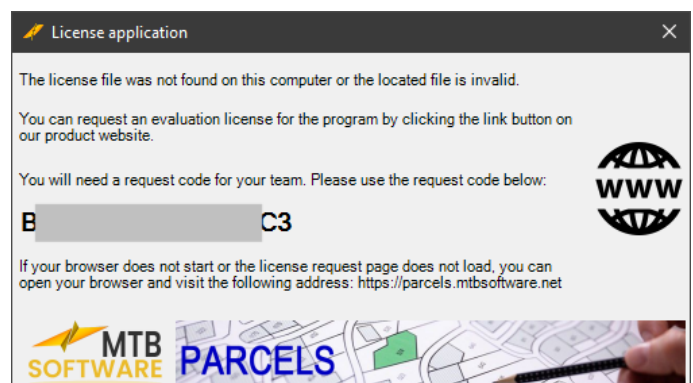 License application
The license file was not found on this computer or the located file is invalid.
You can request an evaluation license for the program by clicking the link button on
our product website.
You will need a request code for your team. Please use the request code below:
WWW
B C3
If your browser does not start or the license request page does not load, you can
open your browser and visit the following address: https://parcels.mtbsoftware.net
MTB
SOFTWARE
PARCELS